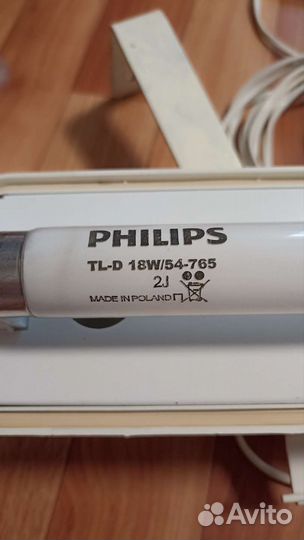 PHILIPS
TL-D 18W/54-765
2J
MADE IN POLAND
Avito